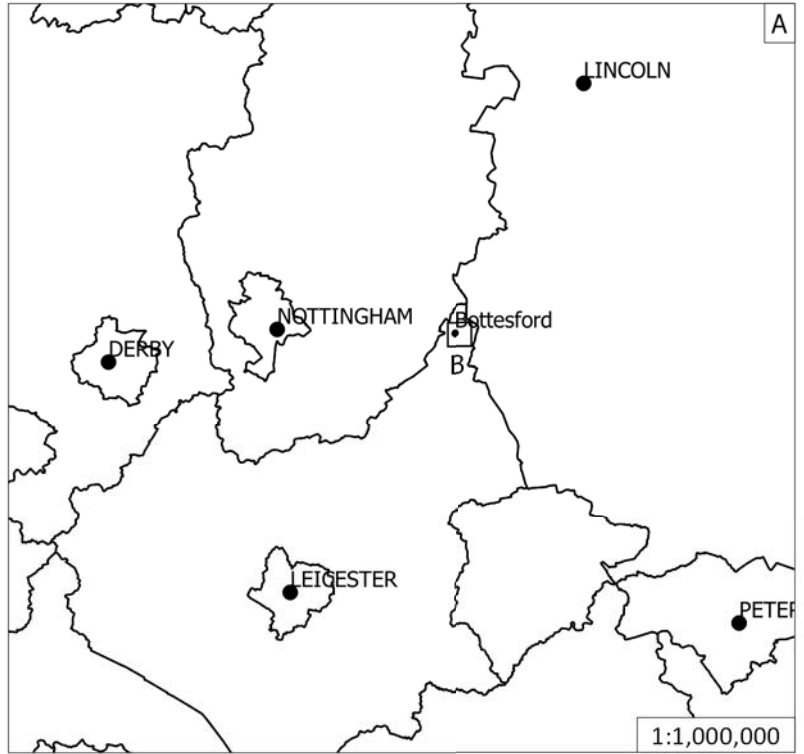 A
LINCOLN
NOTTINGHAM
Bottesford
DERBY
B
LEICESTER
PETER
1:1,000,000